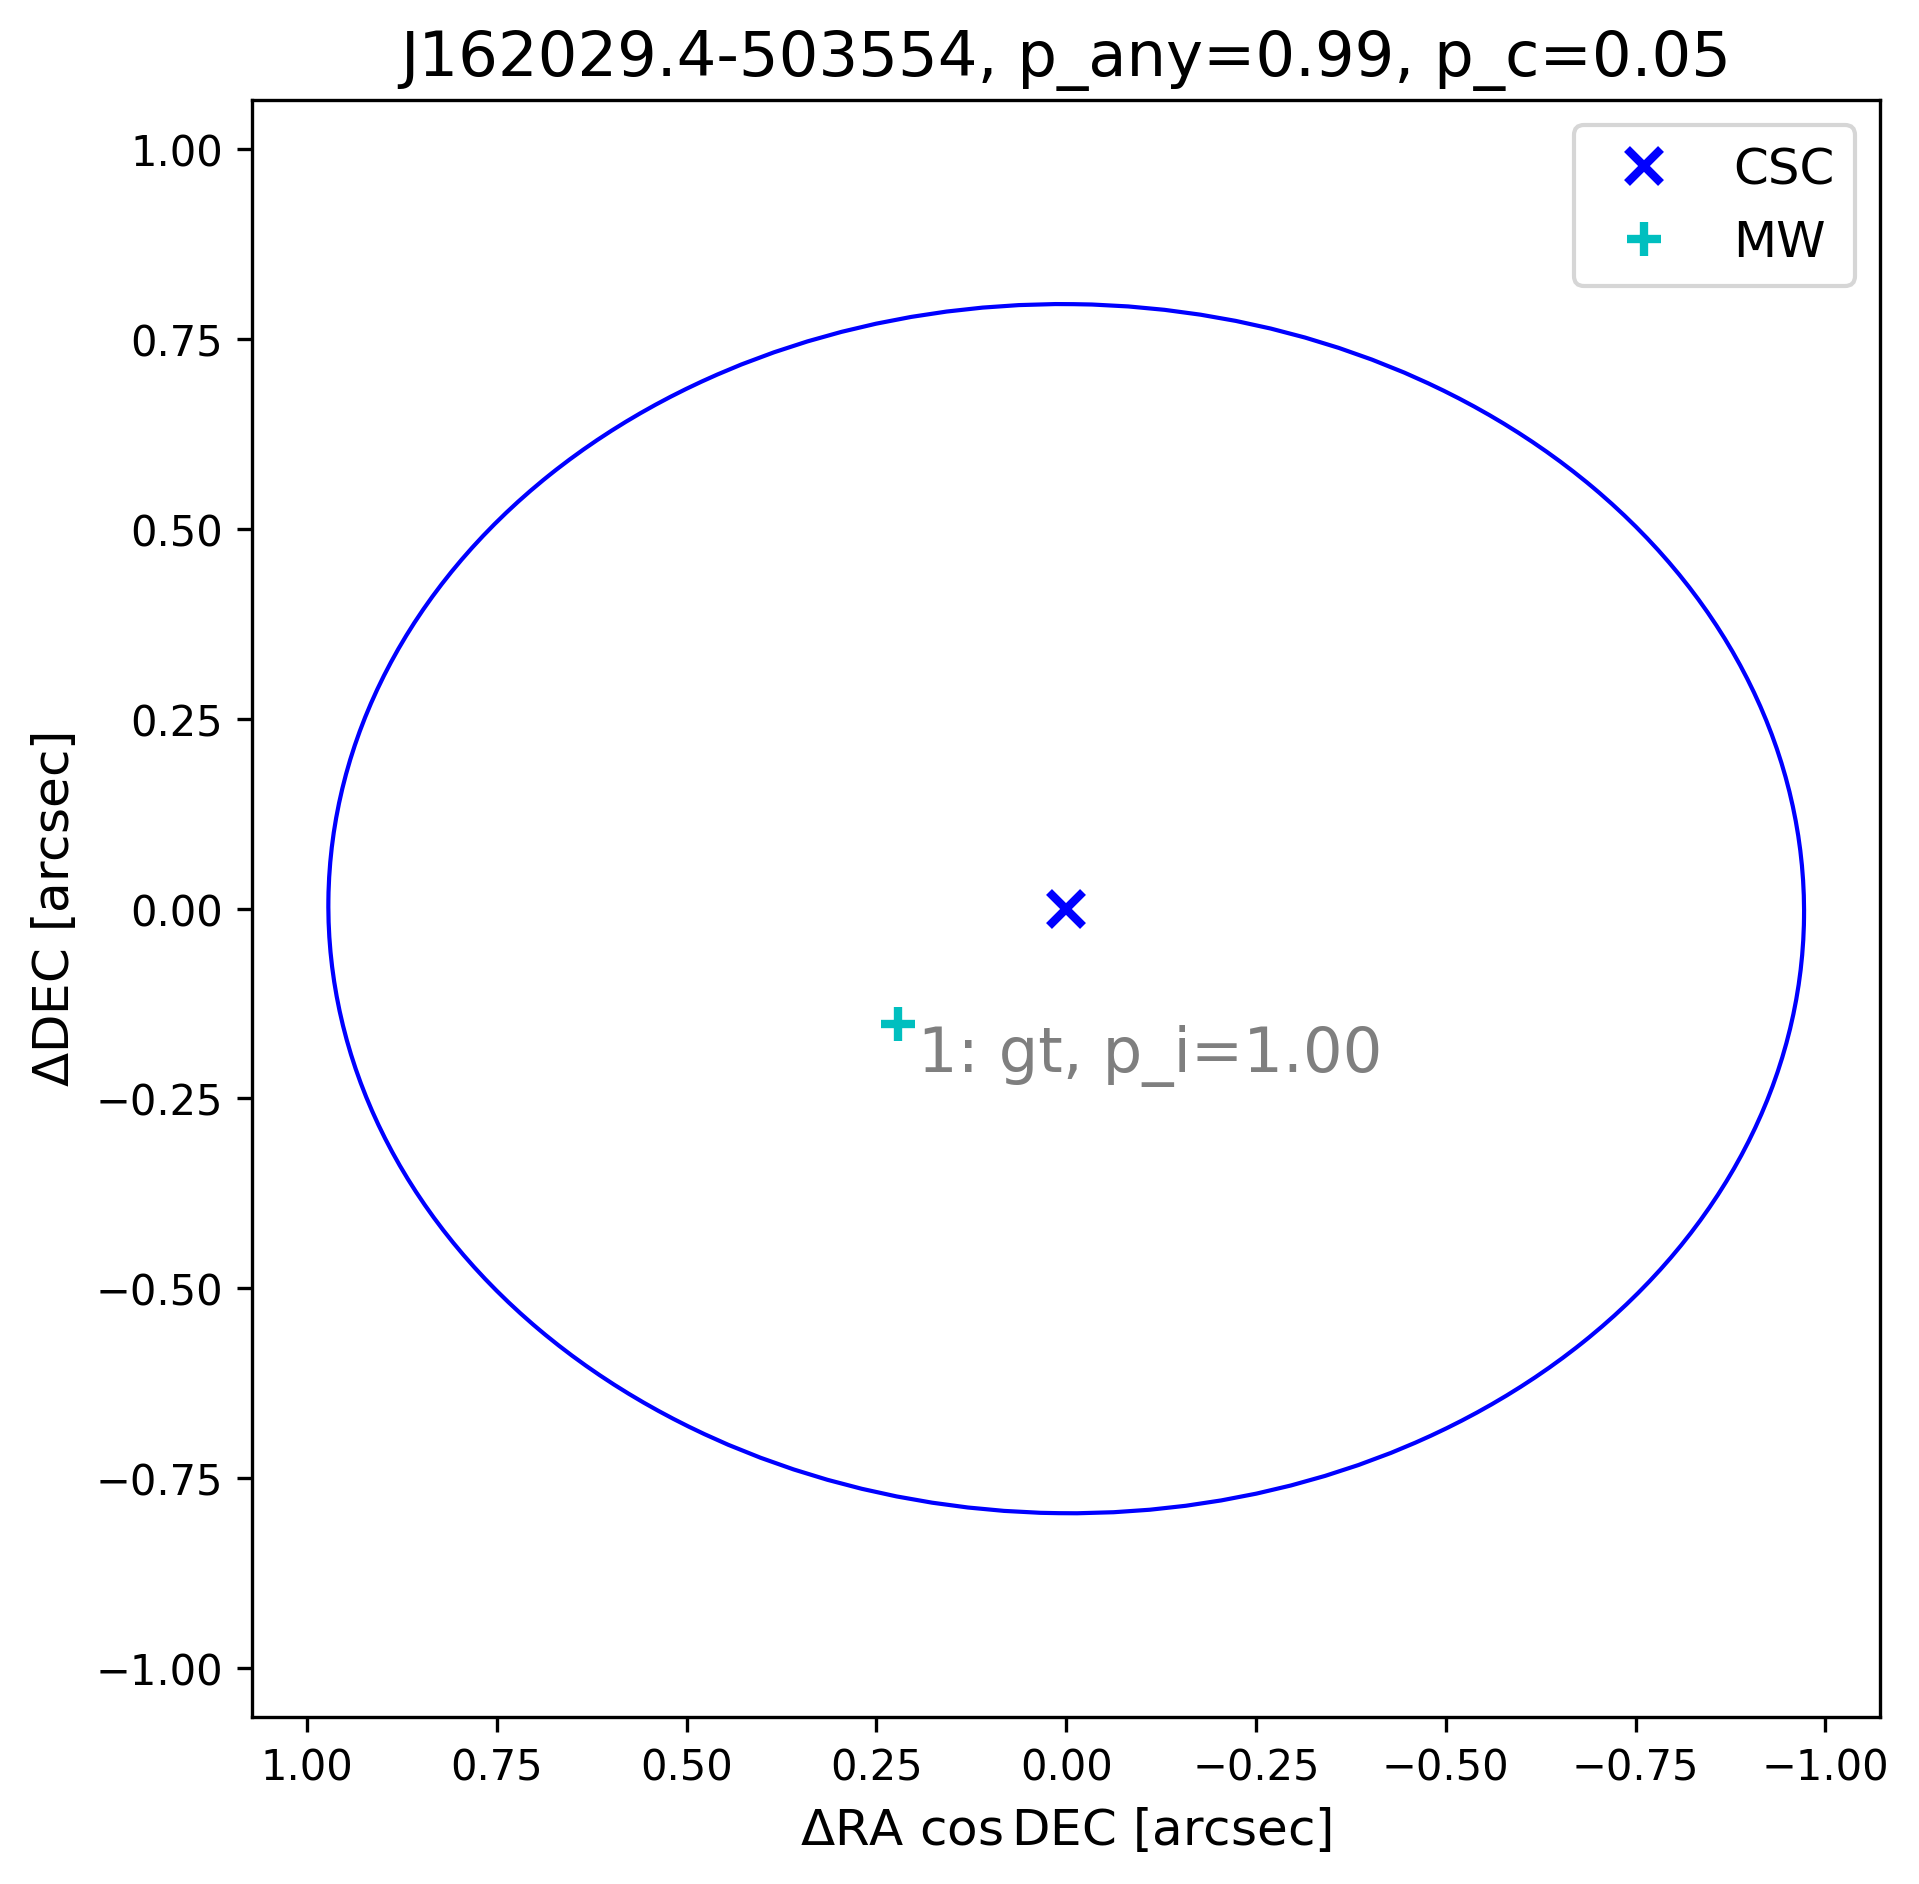 J162029.4-503554, p_any=0.99, p_c=0.05
CSC
MW
1.00
0.75
0.50
0.25
0.00
−0.25
−0.50
−0.75
−1.00
ΔDEC [arcsec]
1: gt, p_i=1.00
1.00 0.75 0.50 0.25 0.00 −0.25 −0.50 −0.75 −1.00
ΔRA cos DEC [arcsec]